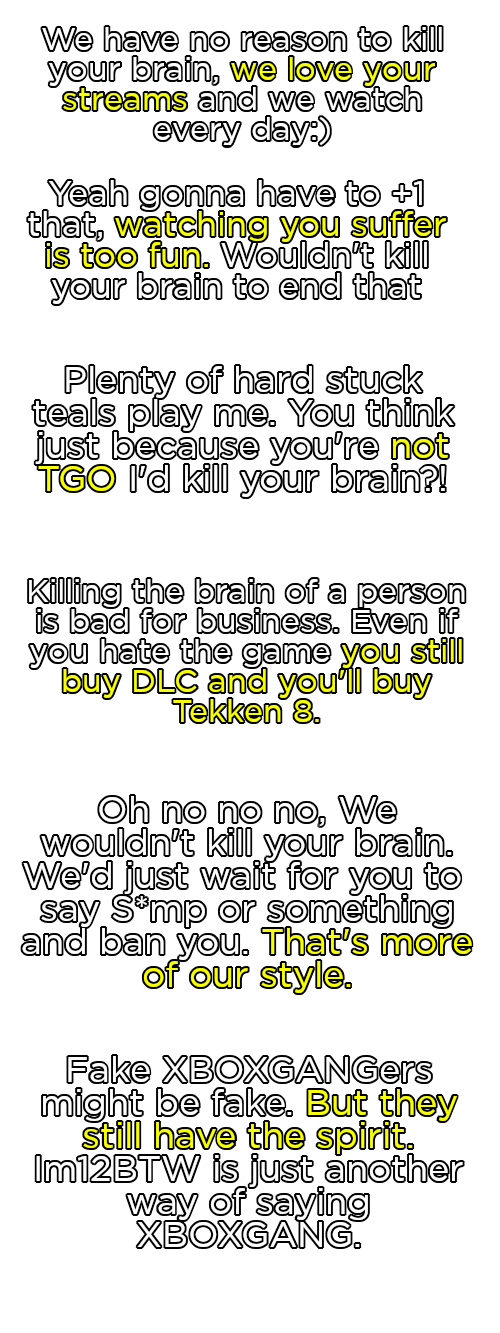 We have no reason to kill
your brain, we love your
streams and we watch
every day:)
Yeah gonna have to +1
that, watching you suffer
is too fun. Wouldn't kill
your brain to end that
Plenty of hard stuck
teals play me. You think
just because you're not
TGO I'd kill your brain?!
Killing the brain of a person
is bad for business. Even if
you hate the game you still
buy DLC and you'll buy
Tekken 8.
Oh no no no, We
wouldn't kill your brain.
We'd just wait for you to
say S*mp or something
and ban you. That's more
of our style.
Fake XBOXGANGers
might be fake. But they
still have the spirit.
Im12BTW is just another
way of saying
XBOXGANG.